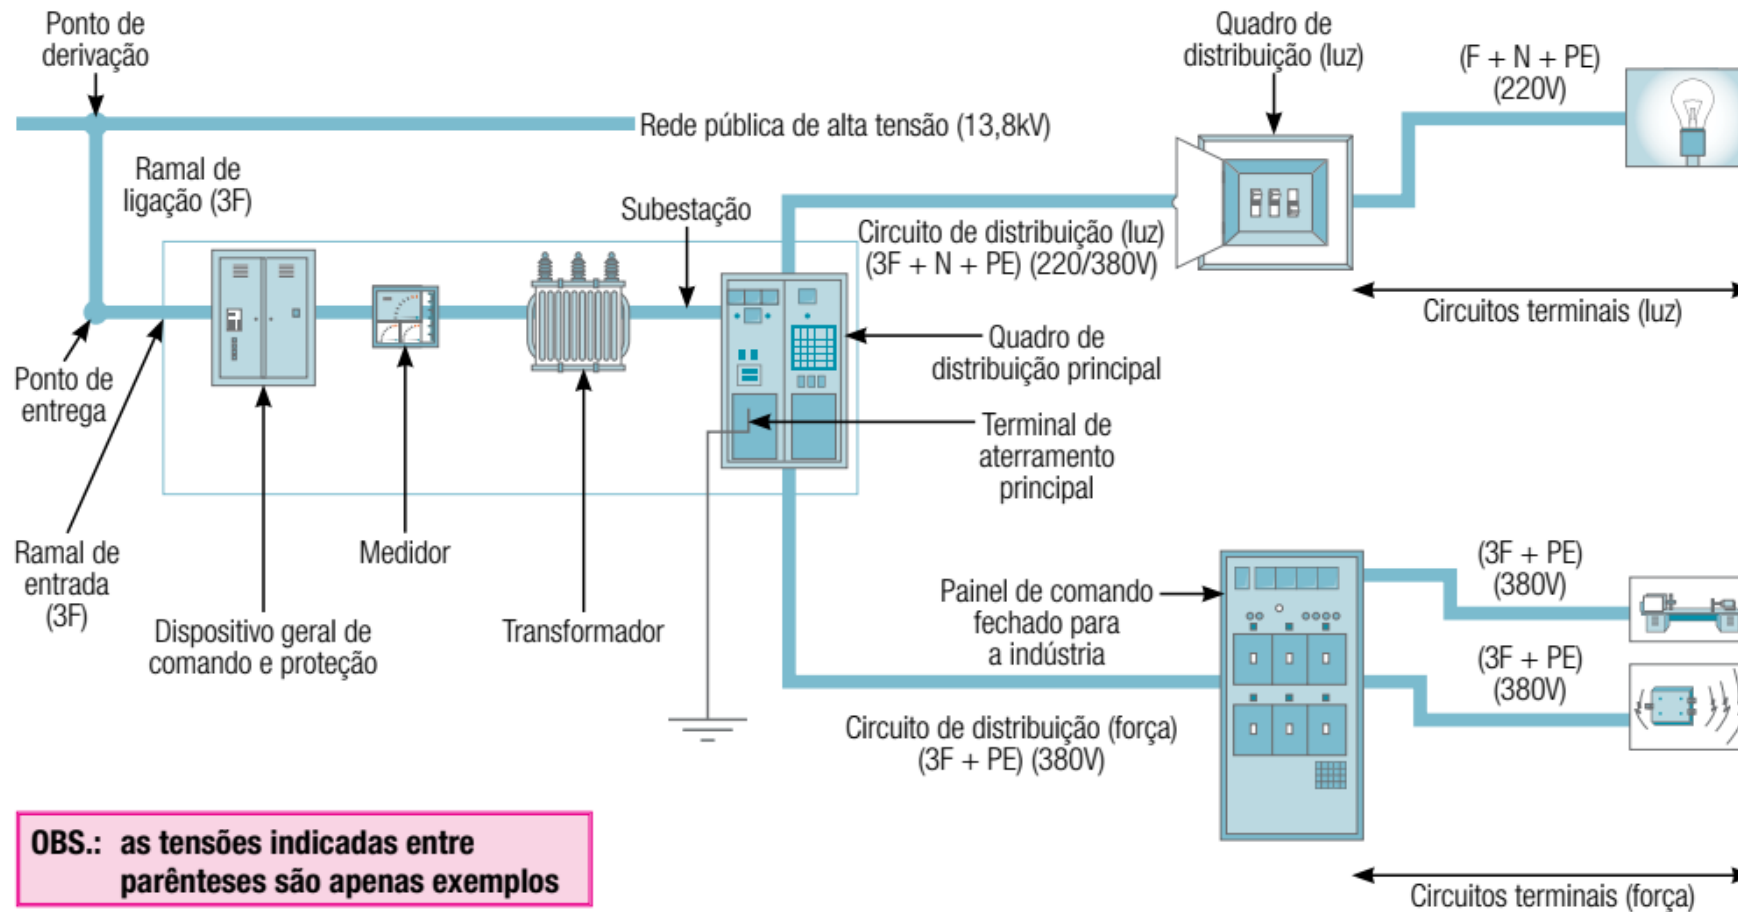 Ponto de
derivação
Rede pública de alta tensão (13,8kV)
Ramal de
ligação (3F)
Subestação
Quadro de
distribuição (luz)
(F + N + PE)
(220V)
Circuito de distribuição (luz)
(3F + N + PE) (220/380V)
Circuitos terminais (luz)
Quadro de
distribuição principal
Ponto de
entrega
Terminal de
aterramento
principal
Ramal de
entrada
(3F)
Medidor
Dispositivo geral de
comando e proteção
Transformador
Painel de comando
fechado para
a indústria
(3F + PE)
(380V)
(3F + PE)
(380V)
Circuito de distribuição (força)
(3F + PE) (380V)
Circuitos terminais (força)
OBS.: as tensões indicadas entre
parênteses são apenas exemplos